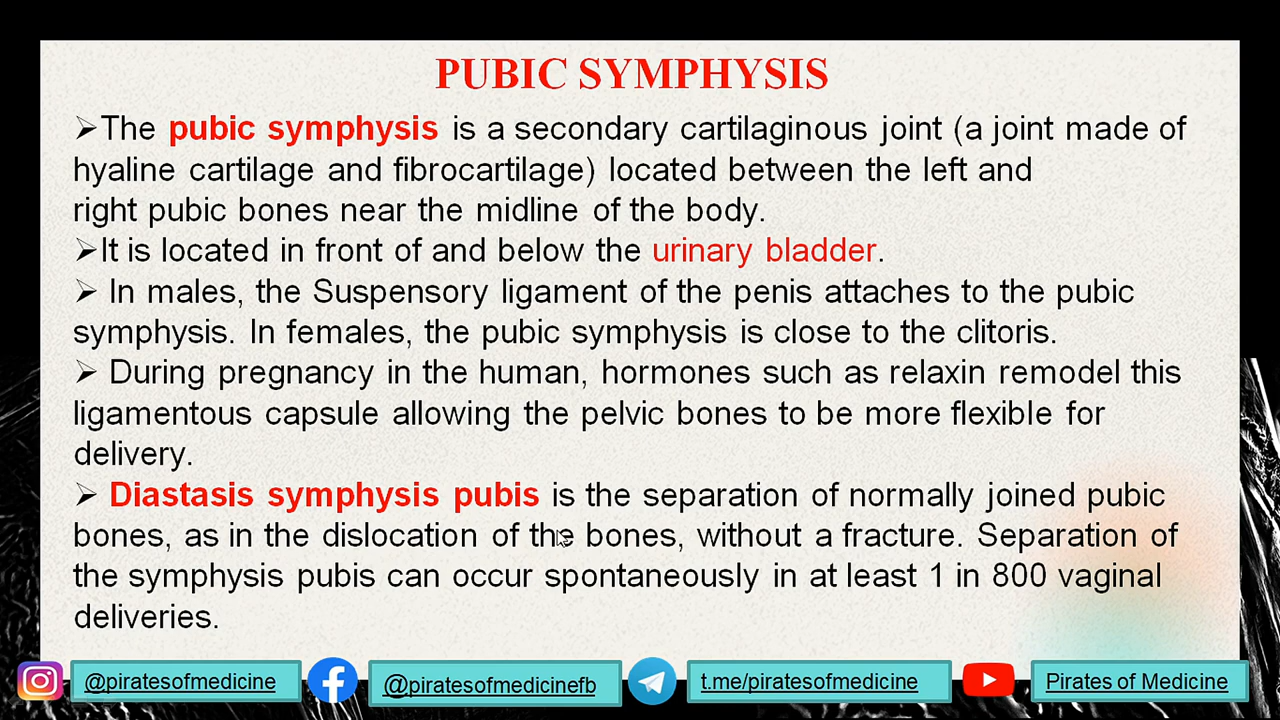 PUBIC SYMPHYSIS
➢The pubic symphysis is a secondary cartilaginous joint (a joint made of
hyaline cartilage and fibrocartilage) located between the left and
right pubic bones near the midline of the body.
➢It is located in front of and below the urinary bladder.
➢ In males, the Suspensory ligament of the penis attaches to the pubic
symphysis. In females, the pubic symphysis is close to the clitoris.
➢ During pregnancy in the human, hormones such as relaxin remodel this
ligamentous capsule allowing the pelvic bones to be more flexible for
delivery.
➢ Diastasis symphysis pubis is the separation of normally joined pubic
bones, as in the dislocation of the bones, without a fracture. Separation of
the symphysis pubis can occur spontaneously in at least 1 in 800 vaginal
deliveries.
@piratesofmedicine
@piratesofmedicinefb
t.me/piratesofmedicine
Pirates of Medicine